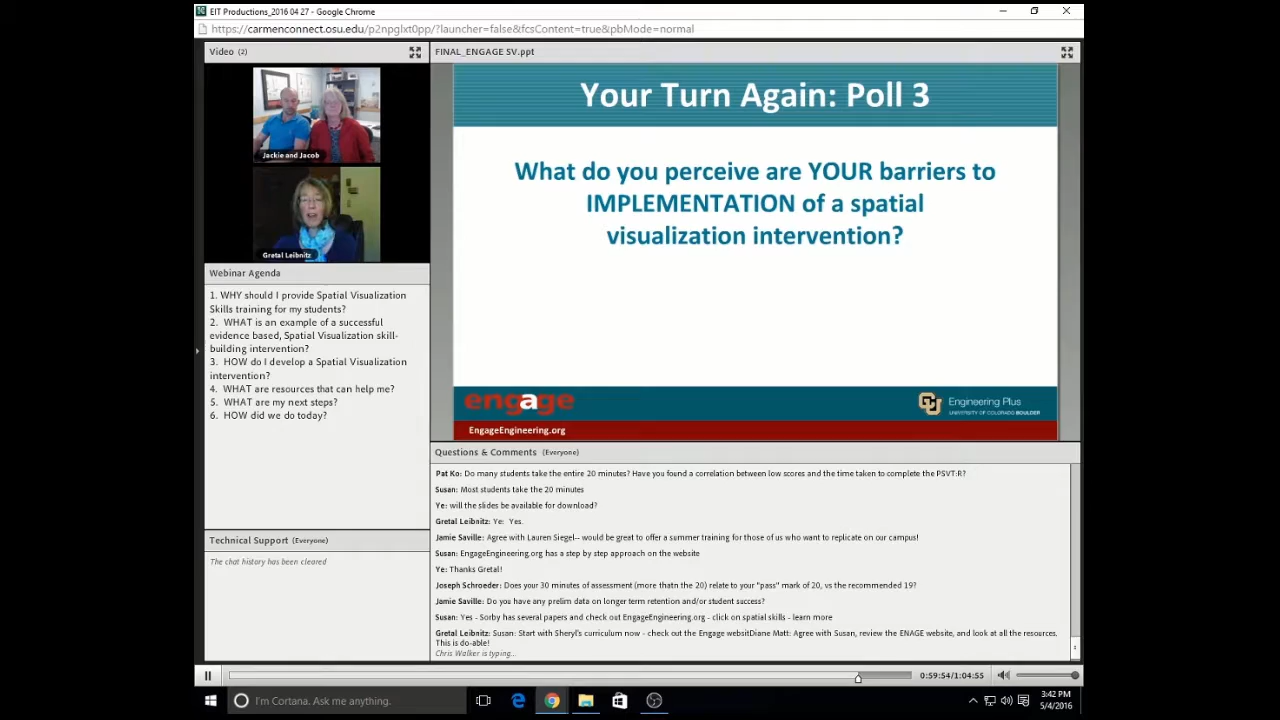 EIT Productions_2016 04 27 - Google Chrome
https://carmenconnect.osu.edu/p2npglxt0pp/?launcher=false&fcsContent=true&pbMode=normal
Video (2)
Jackie and Jacob
Gretal Leibnitz
Webinar Agenda
1. WHY should I provide Spatial Visualization
Skills training for my students?
2. WHAT is an example of a successful
evidence based, Spatial Visualization skill-
building intervention?
3. HOW do I develop a Spatial Visualization
intervention?
4. WHAT are resources that can help me?
5. WHAT are my next steps?
6. HOW did we do today?
Technical Support (Everyone)
The chat history has been cleared
FINAL_ENGAGE SV.ppt
Your Turn Again: Poll 3
What do you perceive are YOUR barriers to
IMPLEMENTATION of a spatial
visualization intervention?
engage
Engineering Plus
UNIVERSITY OF COLORADO BOULDER
EngageEngineering.org
Questions & Comments (Everyone)
Pat Ko: Do many students take the entire 20 minutes? Have you found a correlation between low scores and the time taken to complete the PSVT:R?
Susan: Most students take the 20 minutes
Ye: will the slides be available for download?
Gretal Leibnitz: Ye: Yes.
Jamie Saville: Agree with Lauren Siegel-- would be great to offer a summer training for those of us who want to replicate on our campus!
Susan: EngageEngineering.org has a step by step approach on the website
Ye: Thanks Gretal!
Joseph Schroeder: Does your 30 minutes of assessment (more thatn the 20) relate to your "pass" mark of 20, vs the recommended 19?
Jamie Saville: Do you have any prelim data on longer term retention and/or student success?
Susan: Yes - Sorby has several papers and check out EngageEngineering.org - click on spatial skills - learn more
Gretal Leibnitz: Susan: Start with Sheryl's curriculum now - check out the Engage websitDiane Matt: Agree with Susan, review the ENAGE website, and look at all the resources.
This is do-able!
Chris Walker is typing...
0:59:54/1:04:55
I'm Cortana. Ask me anything.
3:42 PM
5/4/2016